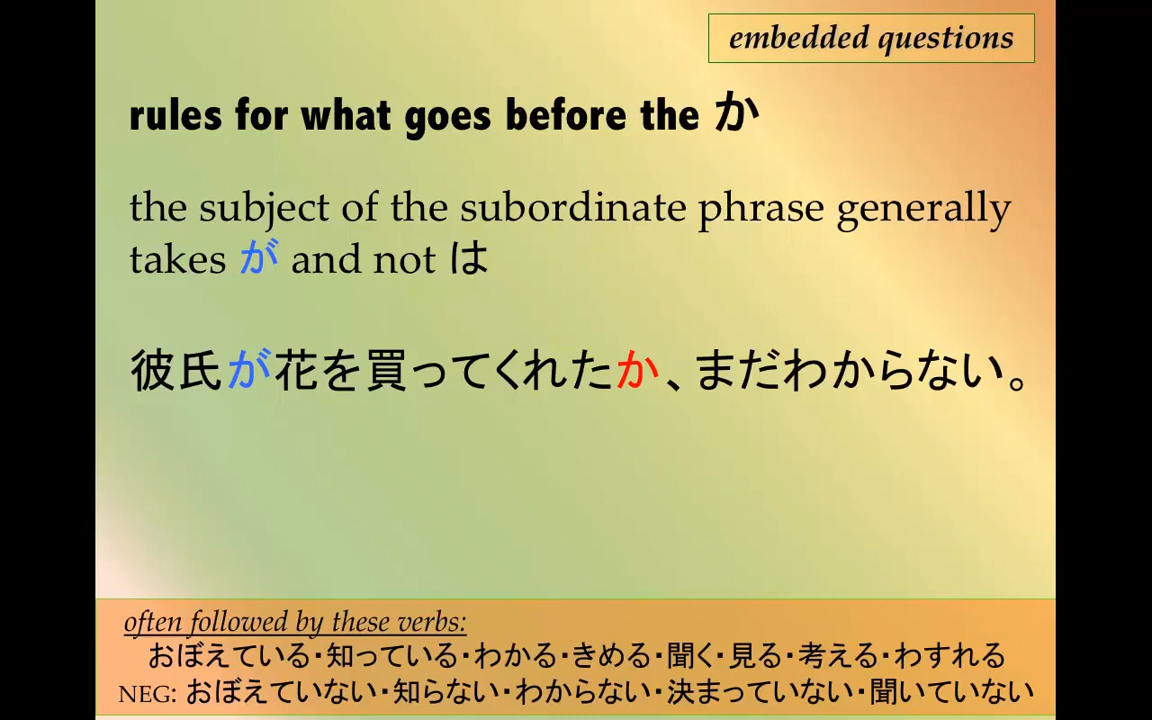 embedded questions
rules for what goes before the か
the subject of the subordinate phrase generally
takes が and not は
彼氏が花を買ってくれたか、まだわからない。
often followed by these verbs:
おぼえている・知っている・わかる・きめる・聞く・見る・考える・わすれる
NEG: おぼえていない・知らない・わからない・決まっていない・聞いていない